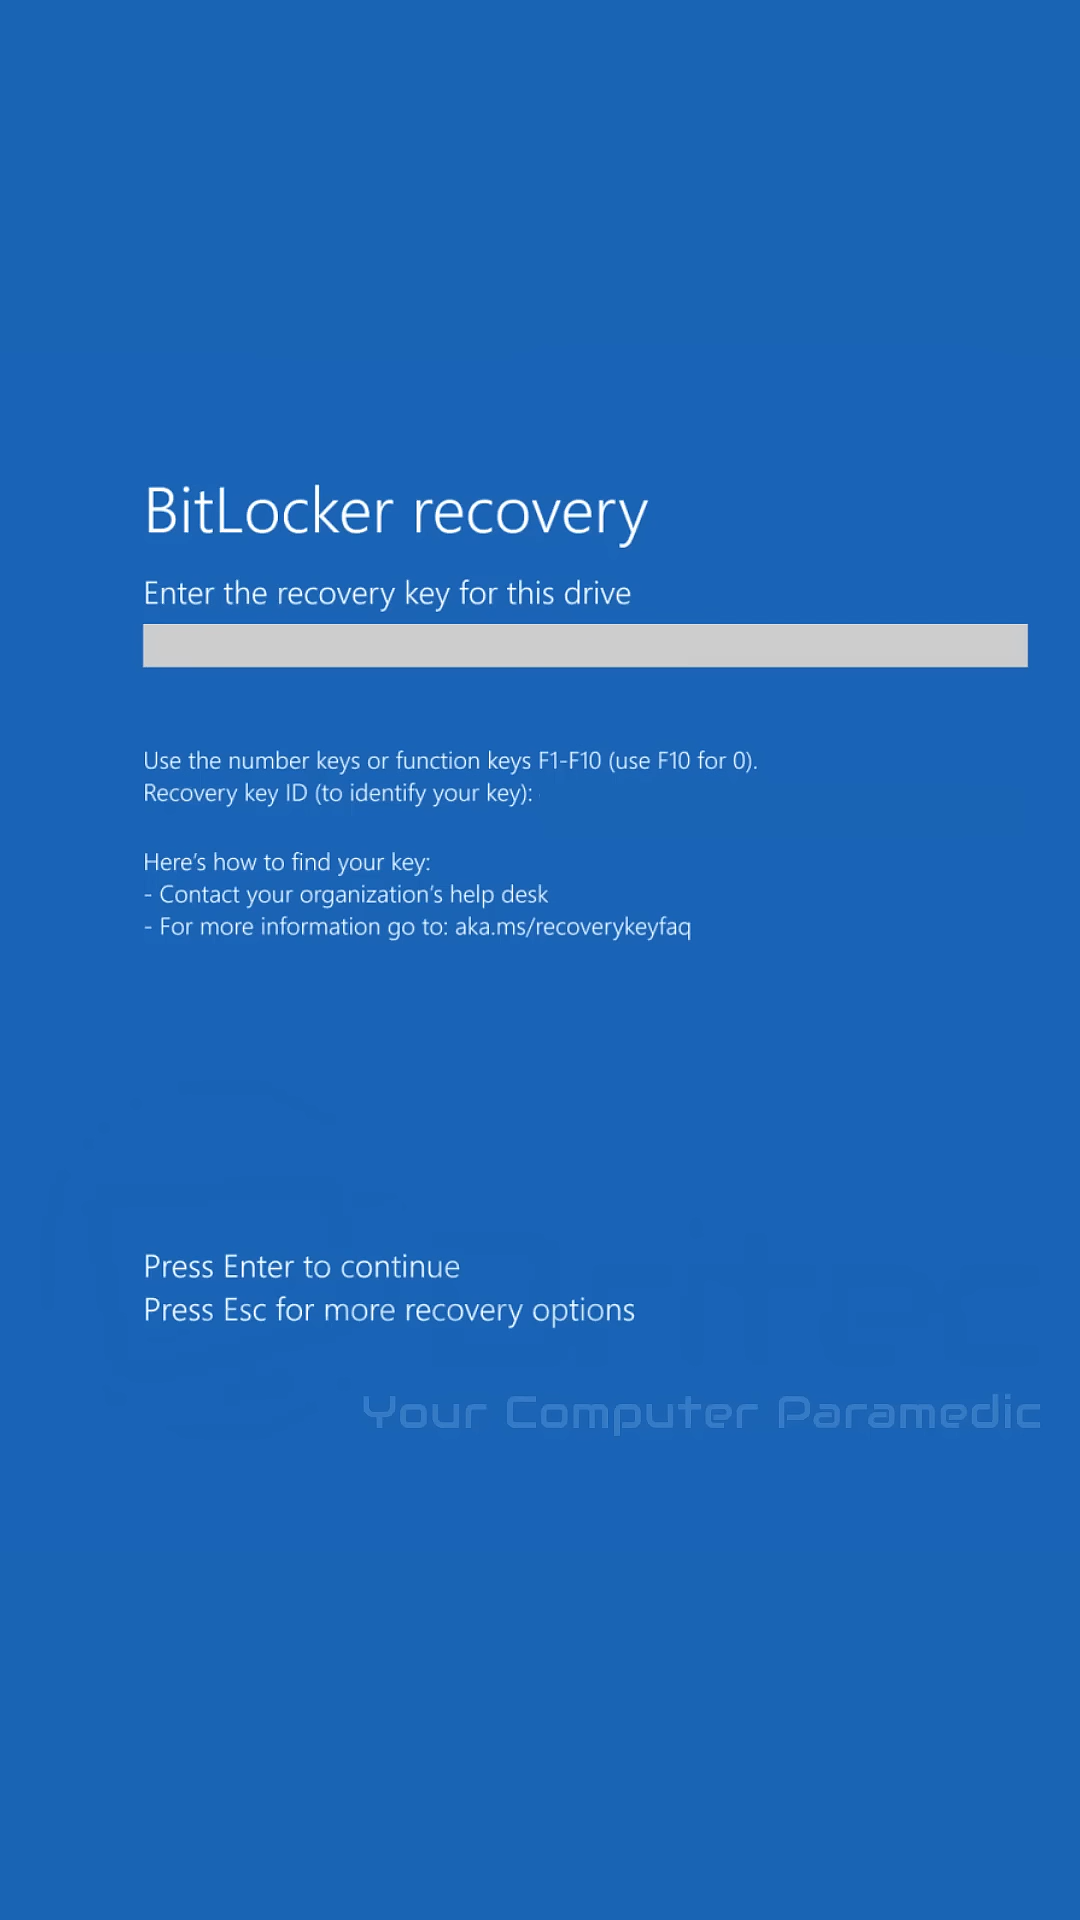 BitLocker recovery
Enter the recovery key for this drive
Use the number keys or function keys F1-F10 (use F10 for 0).
Recovery key ID (to identify your key):
Here's how to find your key:
- Contact your organization's help desk
- For more information go to: aka.ms/recoverykeyfaq
Press Enter to continue
Press Esc for more recovery options
Your Computer Paramedic